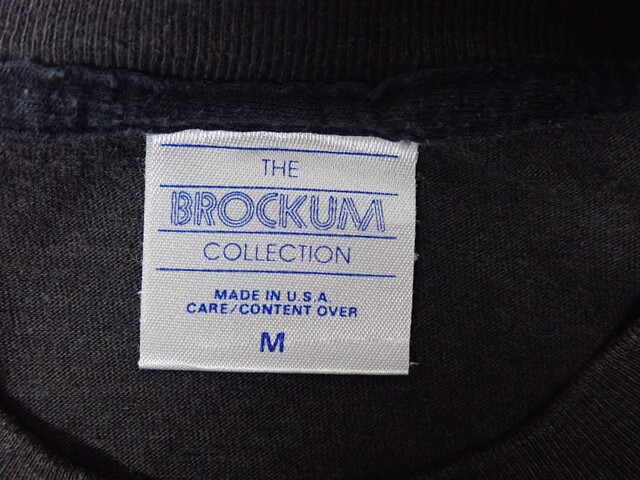 THE
BROCKUM
COLLECTION
MADE IN U.S.A
CARE/CONTENT OVER
M